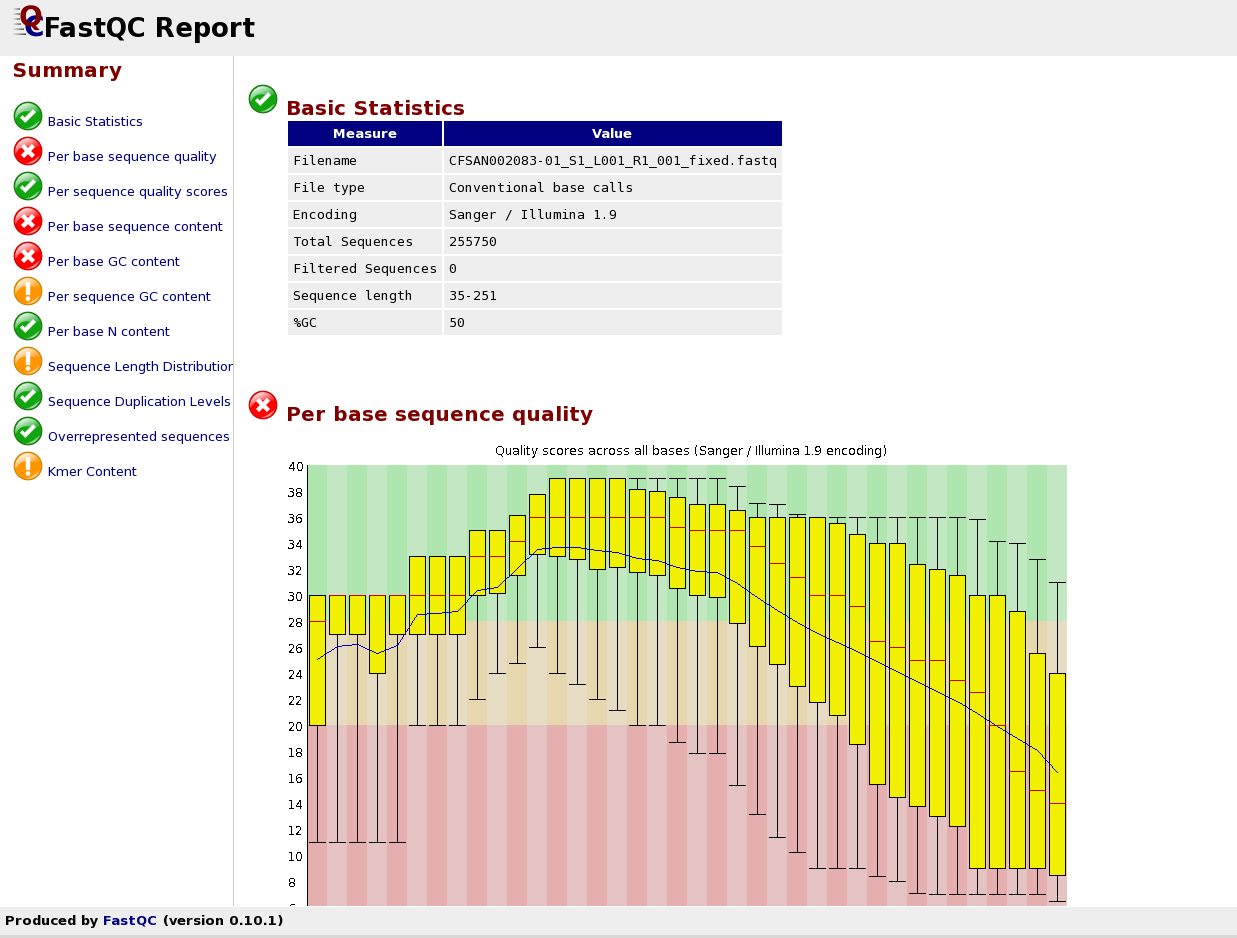 FastQC Report
Summary
Basic Statistics
Per base sequence quality
Per sequence quality scores
Per base sequence content
Per base GC content
Per sequence GC content
Per base N content
Sequence Length Distribution
Sequence Duplication Levels
Overrepresented sequences
Kmer Content
Basic Statistics
Measure Value
Filename CFSAN002083-01_S1_L001_R1_001_fixed.fastq
File type Conventional base calls
Encoding Sanger / Illumina 1.9
Total Sequences 255750
Filtered Sequences 0
Sequence length 35-251
%GC 50
Per base sequence quality
Quality scores across all bases (Sanger / Illumina 1.9 encoding)
40
38
36
34
32
30
28
26
24
22
20
18
16
14
12
10
8
Produced by FastQC (version 0.10.1)